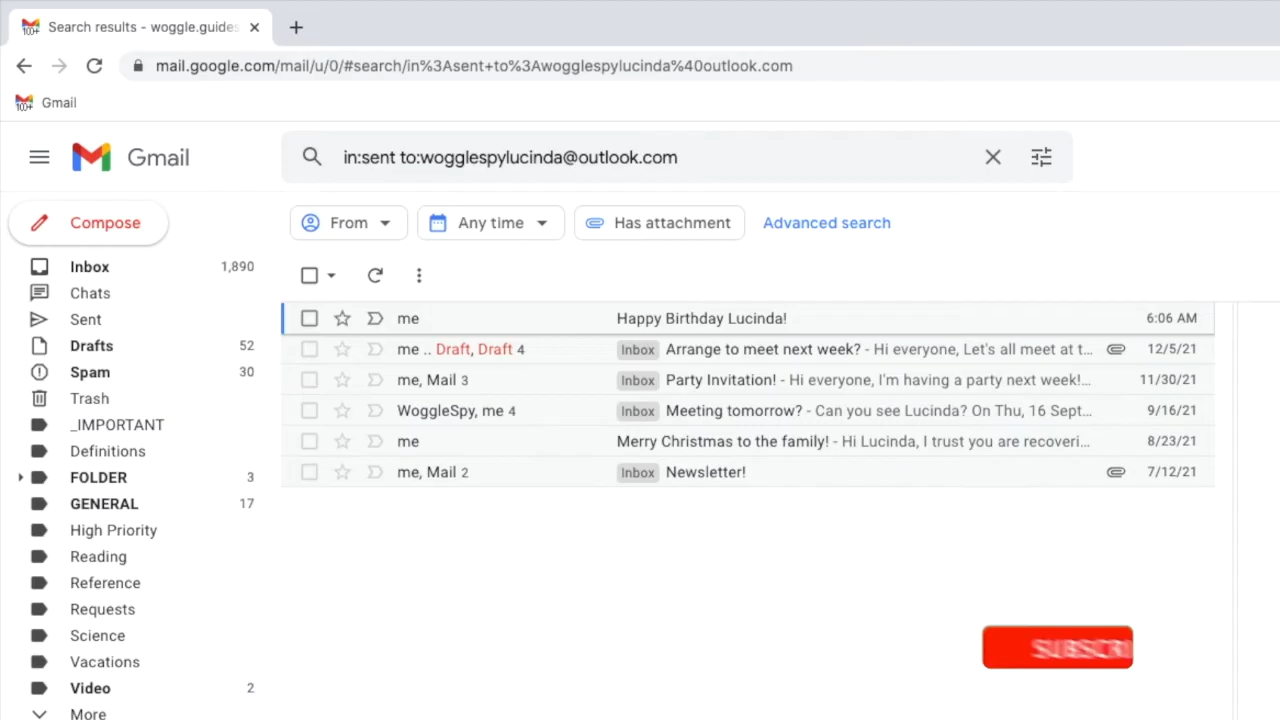 Search results - woggle.guides
mail.google.com/mail/u/0/#search/in%3Asent+to%3Awogglespylucinda%40outlook.com
100+ Gmail
Gmail
in:sent to:wogglespylucinda@outlook.com
Compose
From
Any time
Has attachment
Advanced search
Inbox 1,890
Chats
Sent
Drafts 52
Spam 30
Trash
_IMPORTANT
Definitions
FOLDER 3
GENERAL 17
High Priority
Reading
Reference
Requests
Science
Vacations
Video 2
More
me Happy Birthday Lucinda! 6:06 AM
me .. Draft, Draft 4 Inbox Arrange to meet next week? - Hi everyone, Let's all meet at t... 12/5/21
me, Mail 3 Inbox Party Invitation! - Hi everyone, I'm having a party next week!... 11/30/21
WoggleSpy, me 4 Inbox Meeting tomorrow? - Can you see Lucinda? On Thu, 16 Sept... 9/16/21
me Merry Christmas to the family! - Hi Lucinda, I trust you are recoveri... 8/23/21
me, Mail 2 Inbox Newsletter! 7/12/21
SUBSCRI